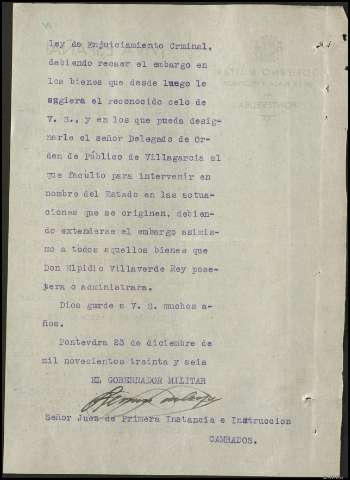 ley de Enjuiciamiento Crminal,
debiendo recaer el embargo en
los bienes que desde luego le
sugiera el reconocido celo de
V. S., y en los que pueda desig-
narle el señor Delegado de Or-
den de Público de Villagarcia al
que faculto para intervenir en
nombre del Estado en las actua-
ciones que se originen, debien-
do extenderse el embargo asimis-
mo a todos aquellos bienes que
Don Elpidio Villaverde Rey pose-
yera o administrara.
Dios gurde a V. S. muchos a-
ños.
Pontevdra 23 de diciembre de
mil novecientos treinta y seis
EL GOBERNADOR MILITAR
Señor Juez de Primera Instancia e Instruccion
CAMBADOS.